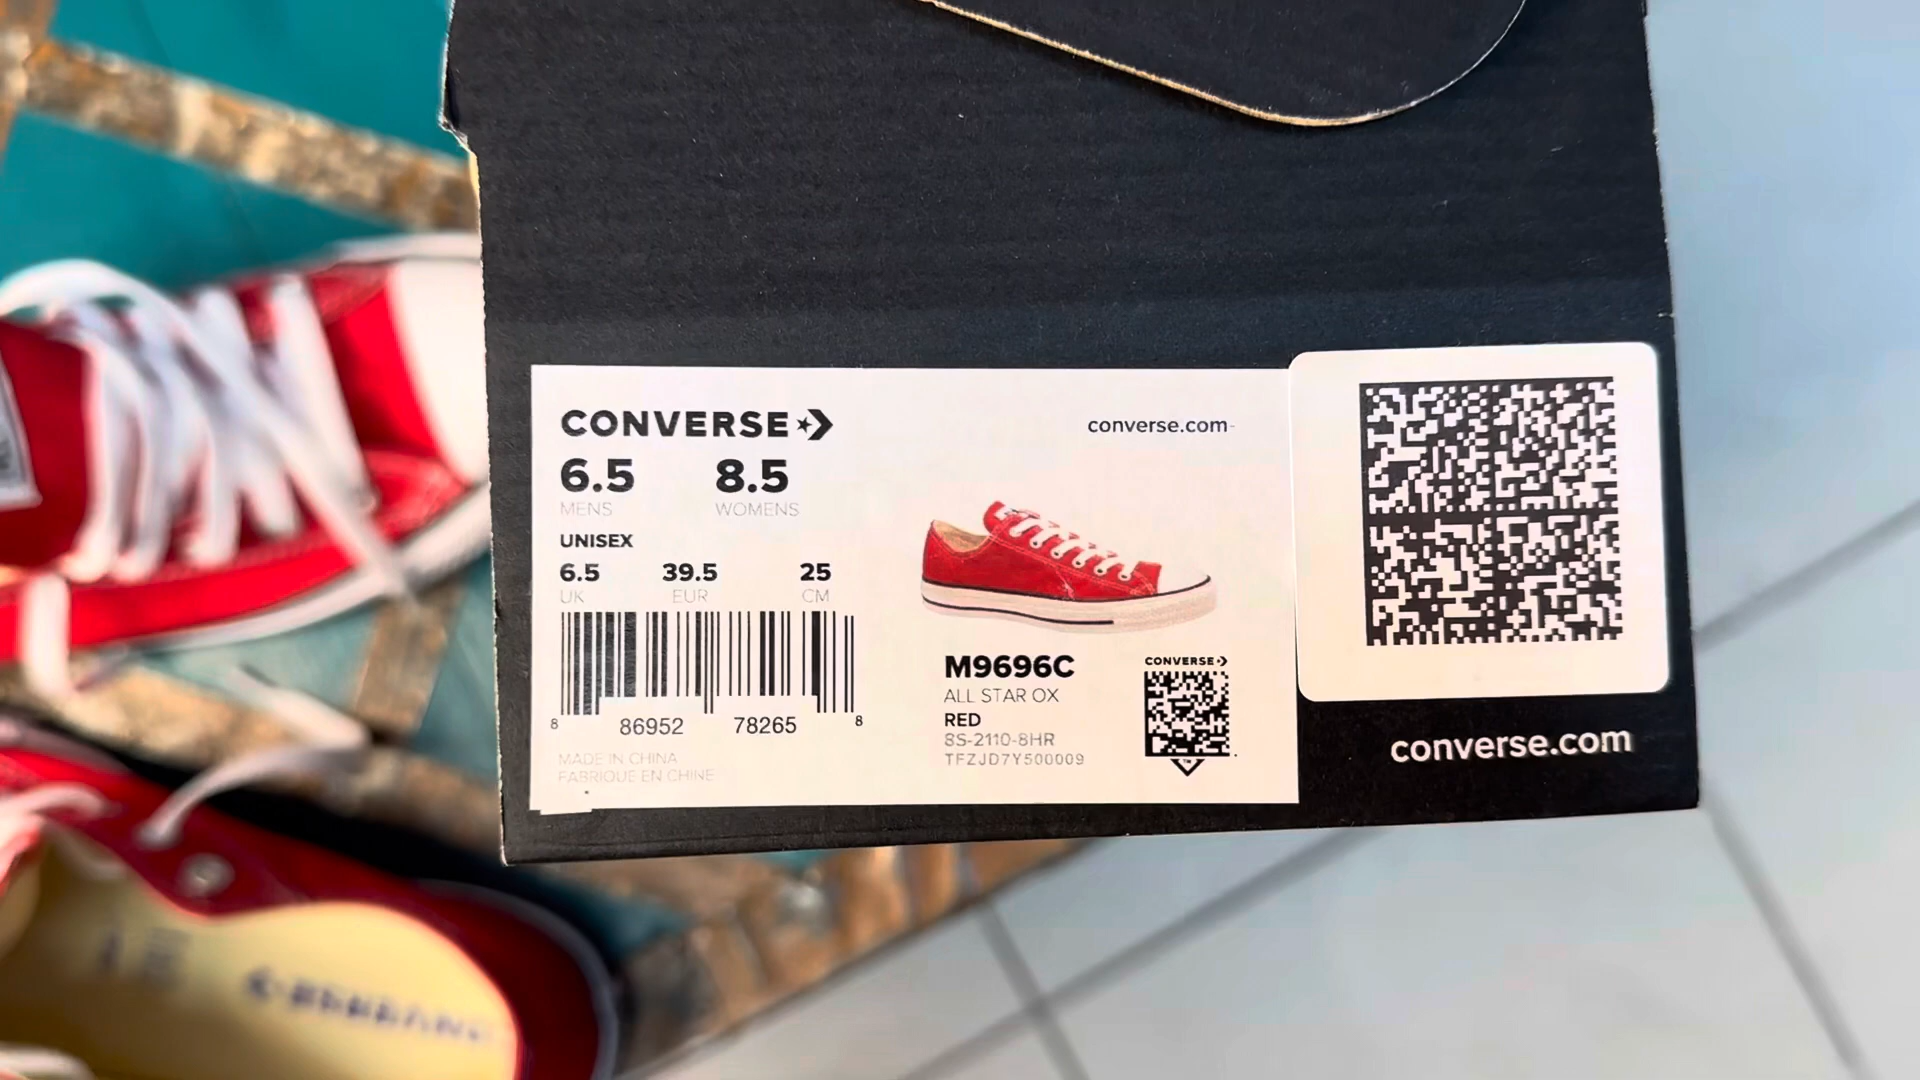 CONVERSE
converse.com
6.5 8.5
MENS WOMENS
UNISEX
6.5 39.5 25
UK EUR CM
8 86952 78265 8
MADE IN CHINA
FABRIQUE EN CHINE
M9696C
ALL STAR OX
RED
8S-2110-8HR
TFZJD7Y500009
CONVERSE
converse.com